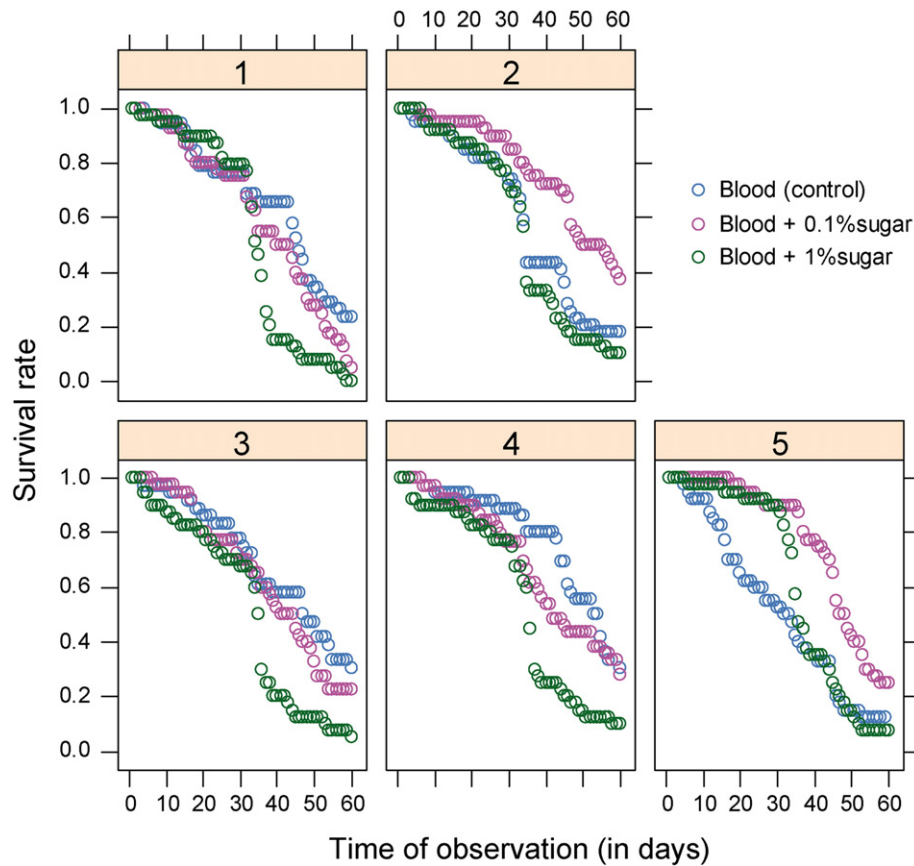 0 10 20 30 40 50 60
1 2
1.0
0.8
0.6
0.4
0.2
0.0
Blood (control)
Blood + 0.1%sugar
Blood + 1%sugar
Survival rate
3 4 5
1.0
0.8
0.6
0.4
0.2
0.0
0 10 20 30 40 50 60 0 10 20 30 40 50 60
Time of observation (in days)